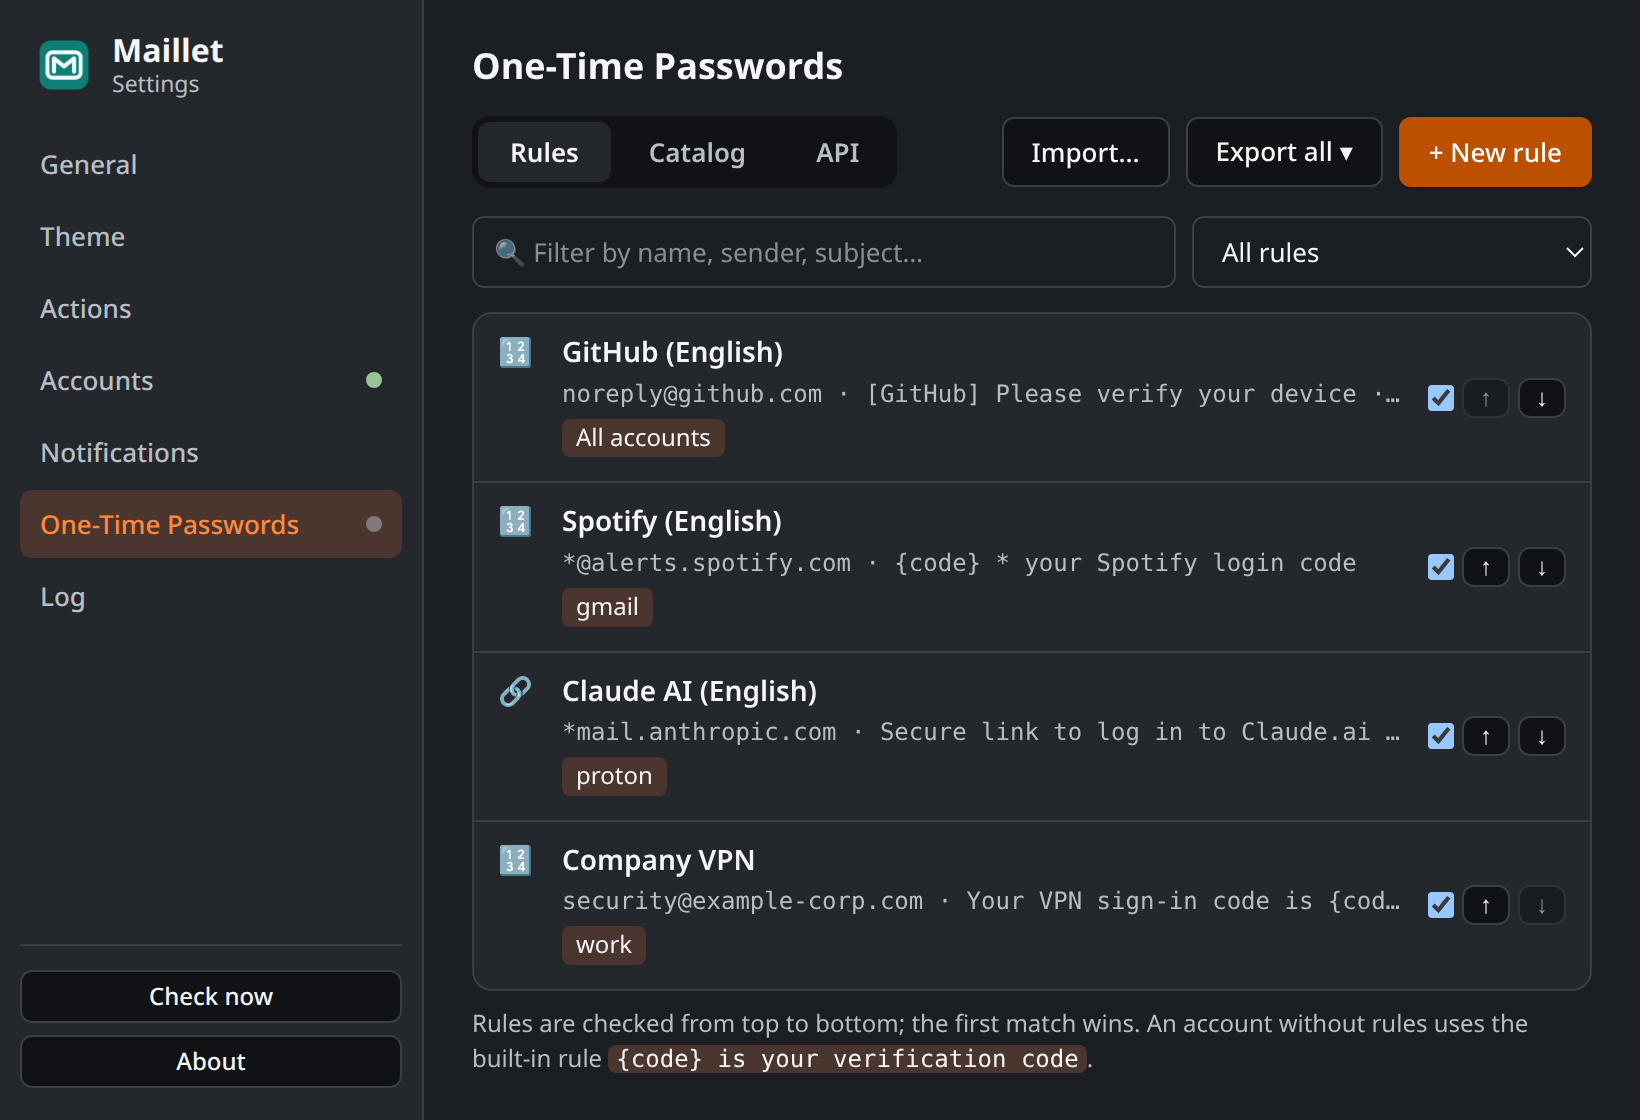 Maillet
Settings
General
Theme
Actions
Accounts
Notifications
One-Time Passwords
Log
Check now
About
One-Time Passwords
Rules Catalog API
Import... Export all ▾ + New rule
🔍 Filter by name, sender, subject...
All rules
GitHub (English)
noreply@github.com · [GitHub] Please verify your device ·…
All accounts
↑ ↓
Spotify (English)
*@alerts.spotify.com · {code} * your Spotify login code
gmail
↑ ↓
Claude AI (English)
*mail.anthropic.com · Secure link to log in to Claude.ai …
proton
↑ ↓
Company VPN
security@example-corp.com · Your VPN sign-in code is {cod…
work
↑ ↓
Rules are checked from top to bottom; the first match wins. An account without rules uses the
built-in rule {code} is your verification code.